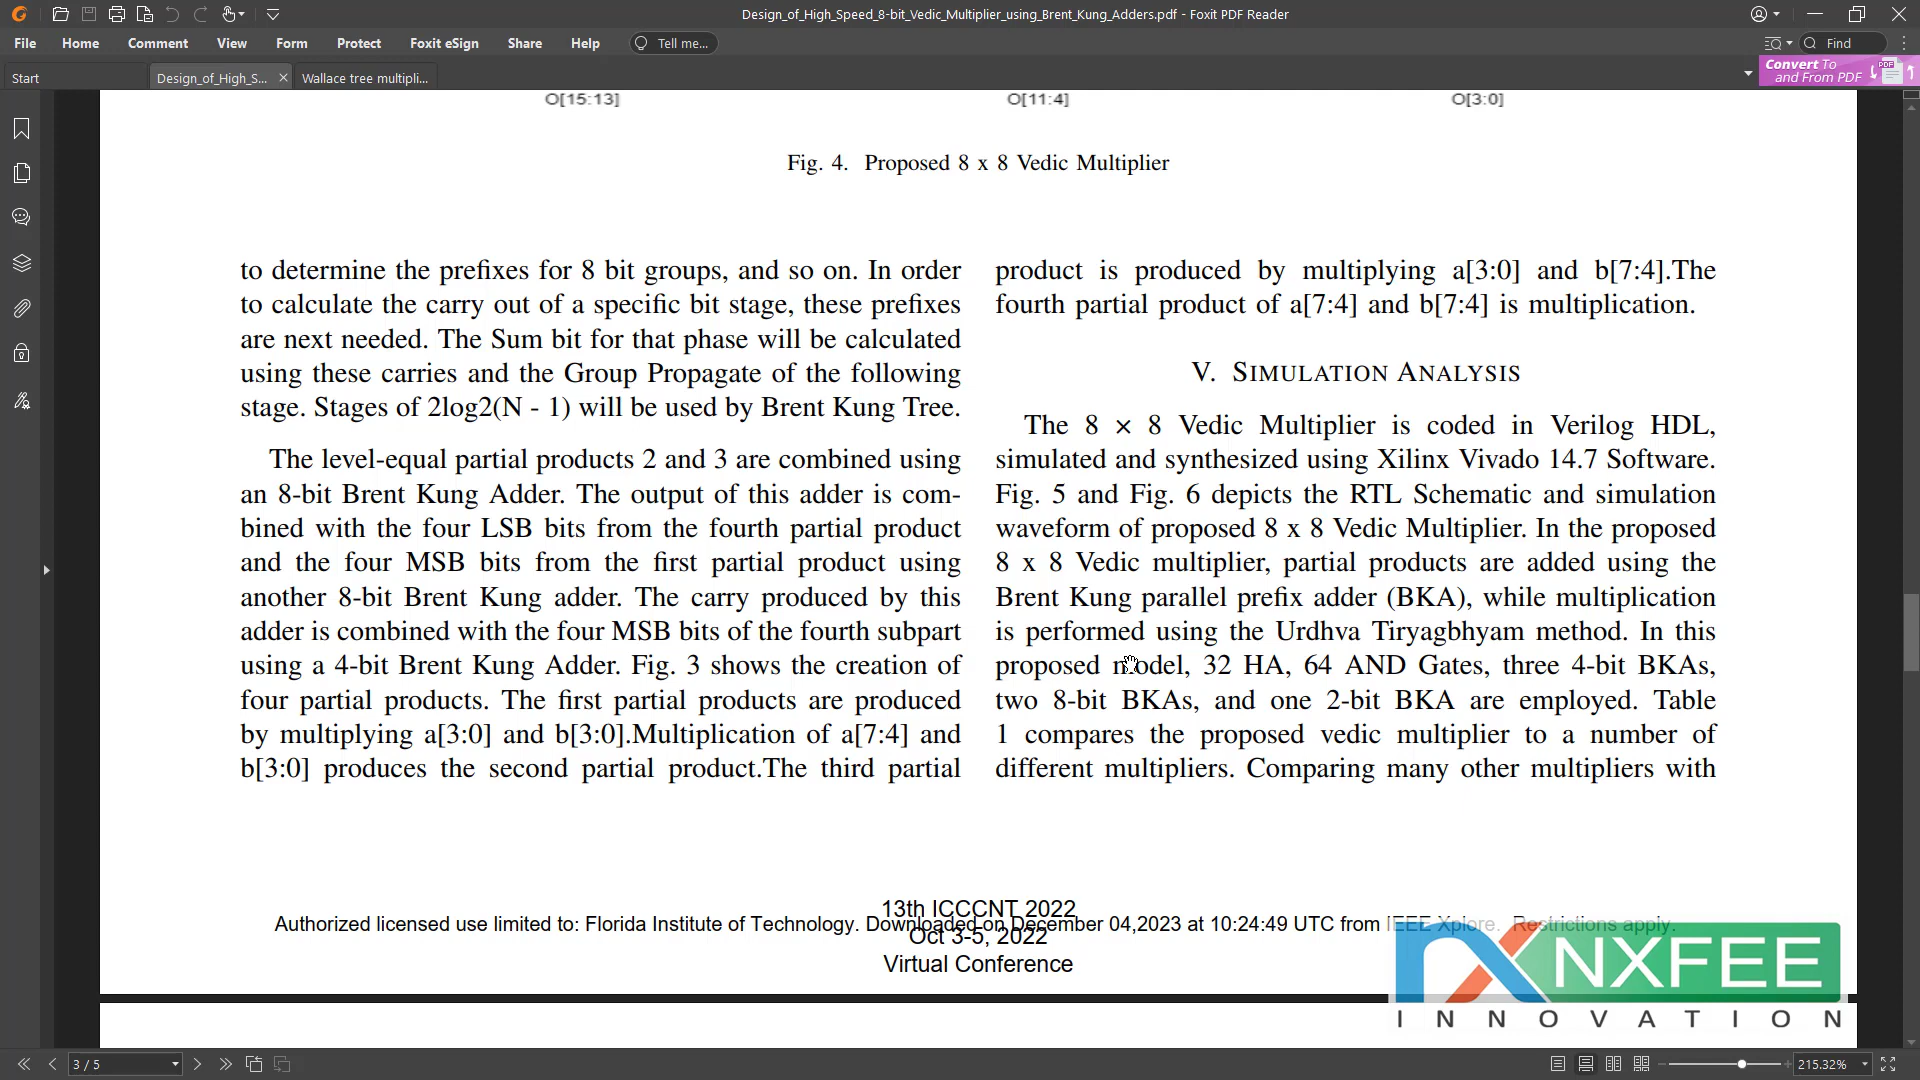 Design_of_High_Speed_8-bit_Vedic_Multiplier_using_Brent_Kung_Adders.pdf - Foxit PDF Reader
File Home Comment View Form Protect Foxit eSign Share Help Tell me... Find
Start Design_of_High_S... Wallace tree multipli...
Convert To
and From PDF
PDF
O[15:13] O[11:4] O[3:0]
Fig. 4. Proposed 8 x 8 Vedic Multiplier
to determine the prefixes for 8 bit groups, and so on. In order
to calculate the carry out of a specific bit stage, these prefixes
are next needed. The Sum bit for that phase will be calculated
using these carries and the Group Propagate of the following
stage. Stages of 2log2(N - 1) will be used by Brent Kung Tree.
The level-equal partial products 2 and 3 are combined using
an 8-bit Brent Kung Adder. The output of this adder is com-
bined with the four LSB bits from the fourth partial product
and the four MSB bits from the first partial product using
another 8-bit Brent Kung adder. The carry produced by this
adder is combined with the four MSB bits of the fourth subpart
using a 4-bit Brent Kung Adder. Fig. 3 shows the creation of
four partial products. The first partial products are produced
by multiplying a[3:0] and b[3:0].Multiplication of a[7:4] and
b[3:0] produces the second partial product.The third partial
product is produced by multiplying a[3:0] and b[7:4].The
fourth partial product of a[7:4] and b[7:4] is multiplication.
V. SIMULATION ANALYSIS
The 8 × 8 Vedic Multiplier is coded in Verilog HDL,
simulated and synthesized using Xilinx Vivado 14.7 Software.
Fig. 5 and Fig. 6 depicts the RTL Schematic and simulation
waveform of proposed 8 x 8 Vedic Multiplier. In the proposed
8 x 8 Vedic multiplier, partial products are added using the
Brent Kung parallel prefix adder (BKA), while multiplication
is performed using the Urdhva Tiryagbhyam method. In this
proposed model, 32 HA, 64 AND Gates, three 4-bit BKAs,
two 8-bit BKAs, and one 2-bit BKA are employed. Table
1 compares the proposed vedic multiplier to a number of
different multipliers. Comparing many other multipliers with
13th ICCCNT 2022
Authorized licensed use limited to: Florida Institute of Technology. Downloaded on December 04,2023 at 10:24:49 UTC from IEEE Xplore. Restrictions apply.
Oct 3-5, 2022
Virtual Conference
NXFEE
INNOVATION
3 / 5 215.32%